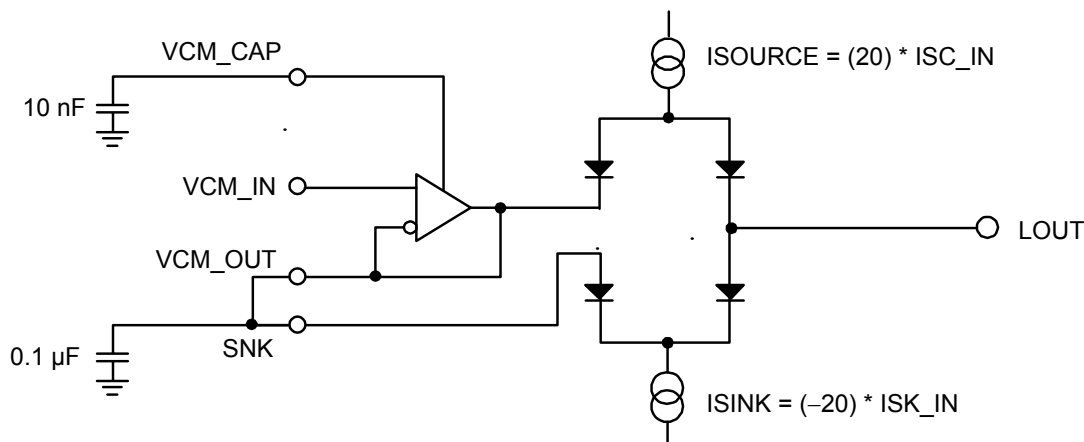 VCM_CAP
ISOURCE = (20) * ISC_IN
10 nF
VCM_IN
LOUT
VCM_OUT
SNK
0.1 µF
ISINK = (−20) * ISK_IN